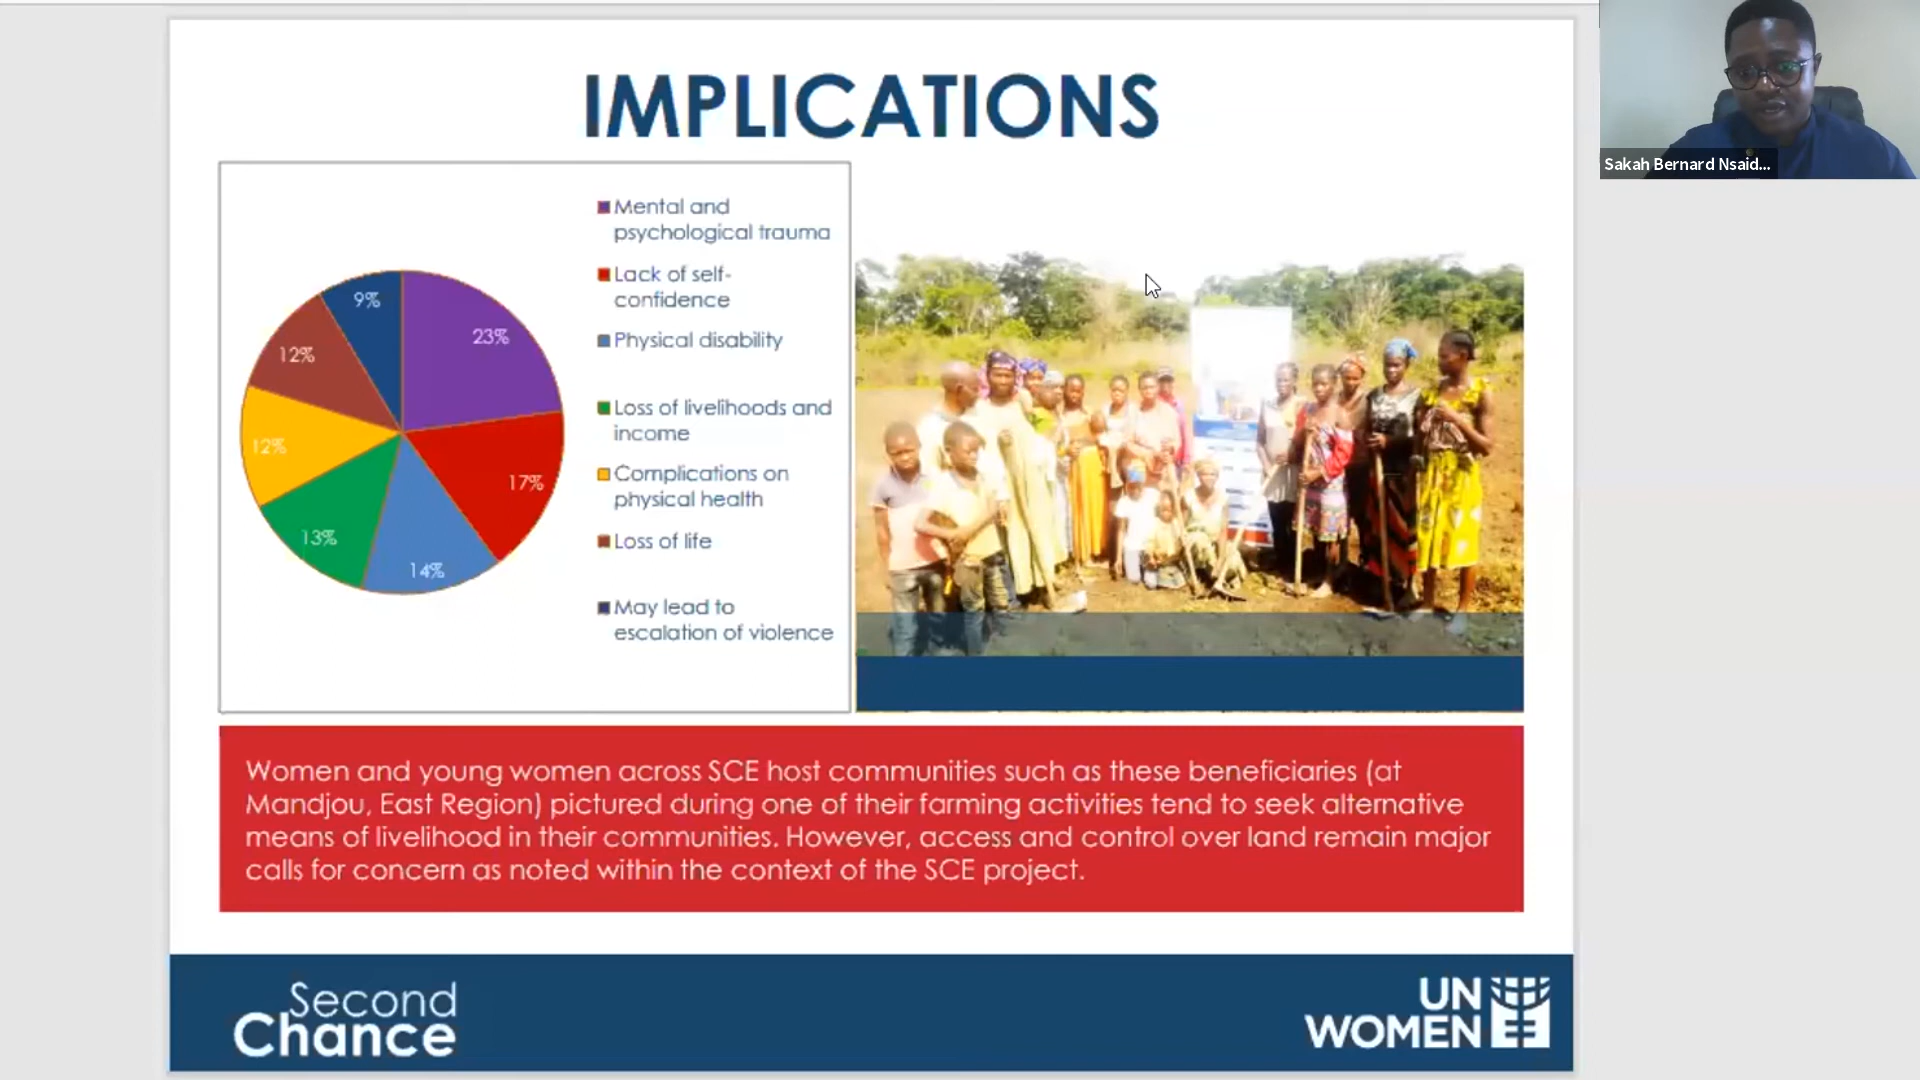 IMPLICATIONS
Sakah Bernard Nsaid...
Mental and
psychological trauma
Lack of self-
confidence
Physical disability
Loss of livelihoods and
income
Complications on
physical health
Loss of life
May lead to
escalation of violence
9%
23%
12%
12%
17%
13%
14%
Women and young women across SCE host communities such as these beneficiaries (at
Mandjou, East Region) pictured during one of their farming activities tend to seek alternative
means of livelihood in their communities. However, access and control over land remain major
calls for concern as noted within the context of the SCE project.
Second
Chance
UN
WOMEN